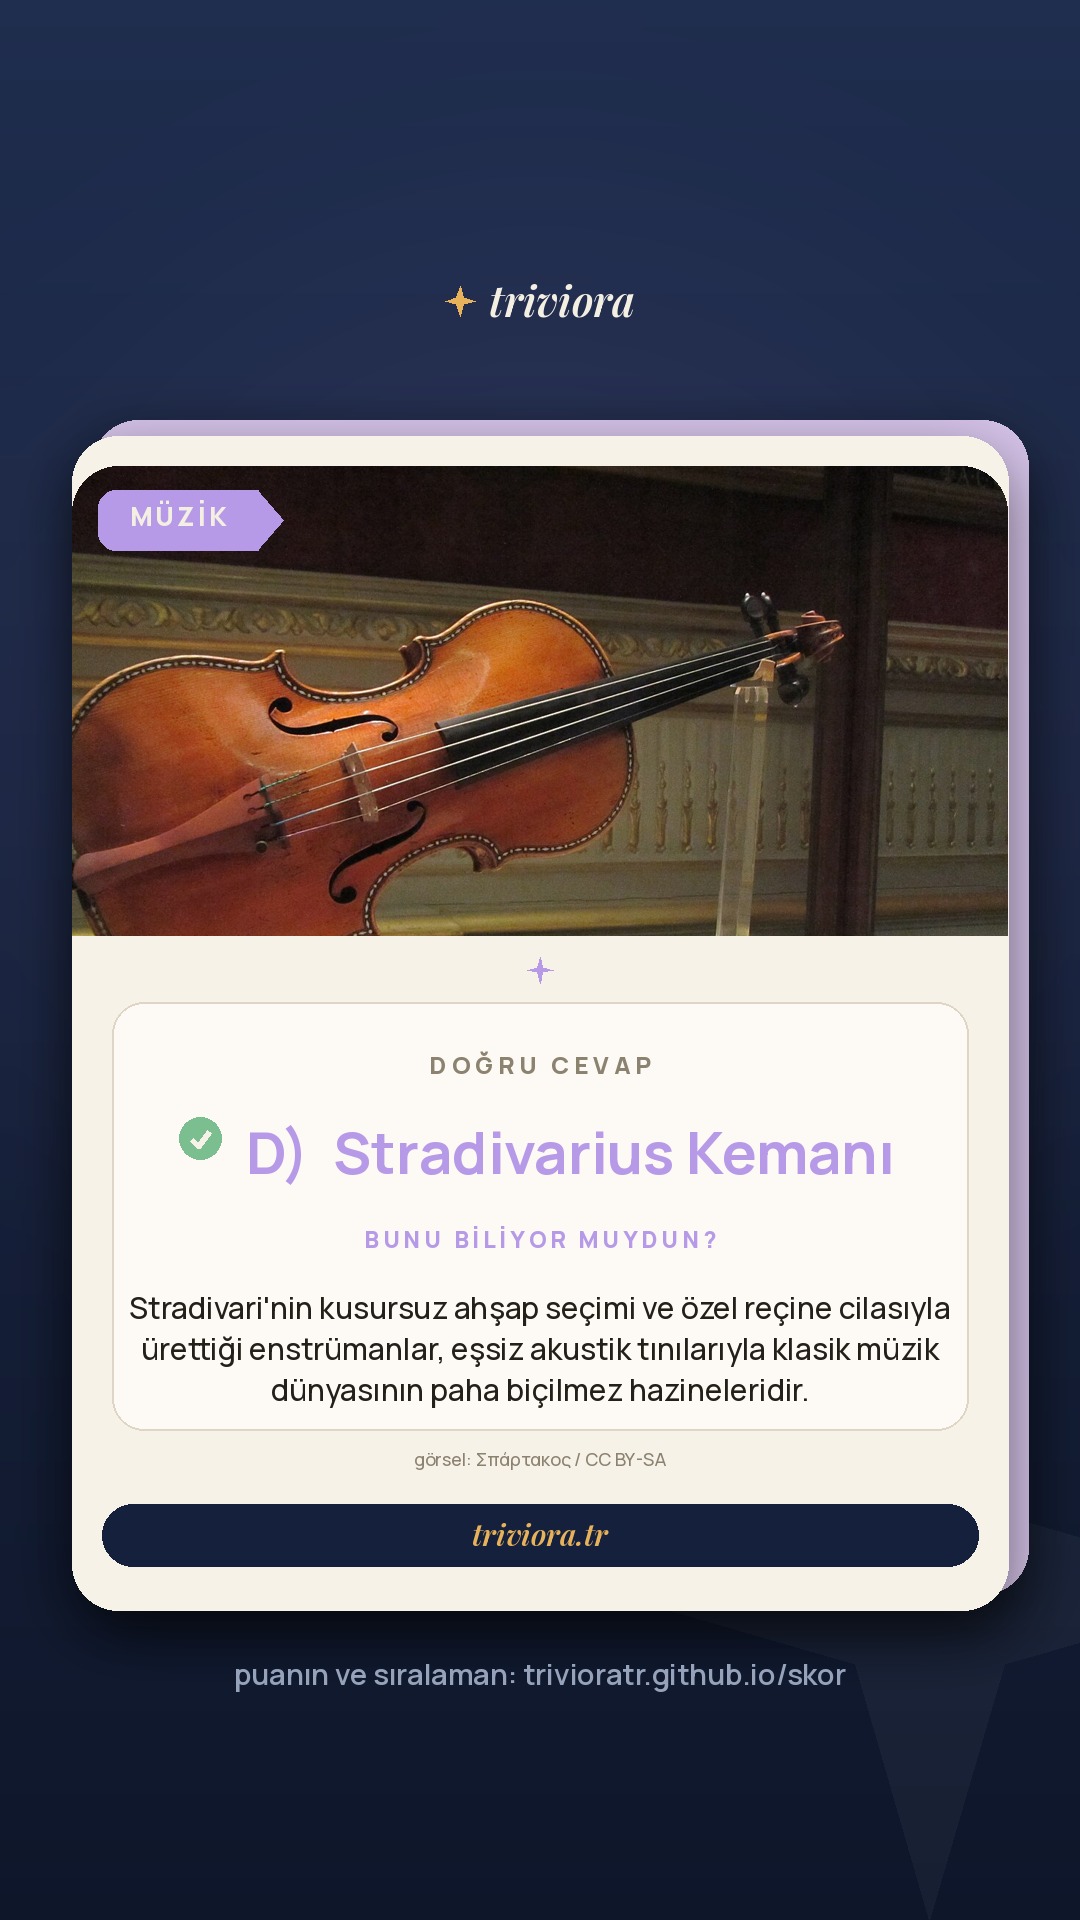 triviora
MÜZİK
DOĞRU CEVAP
D) Stradivarius Kemanı
BUNU BİLİYOR MUYDUN?
Stradivari'nin kusursuz ahşap seçimi ve özel reçine cilasıyla
ürettiği enstrümanlar, eşsiz akustik tınılarıyla klasik müzik
dünyasının paha biçilmez hazineleridir.
görsel: Σπάρτακος / CC BY-SA
triviora.tr
puanın ve sıralaman: trivioratr.github.io/skor